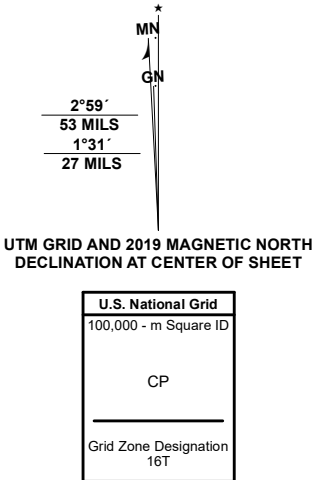 ★
MN
GN
2°59´
53 MILS
1°31´
27 MILS
UTM GRID AND 2019 MAGNETIC NORTH
DECLINATION AT CENTER OF SHEET
U.S. National Grid
100,000 - m Square ID
CP
Grid Zone Designation
16T